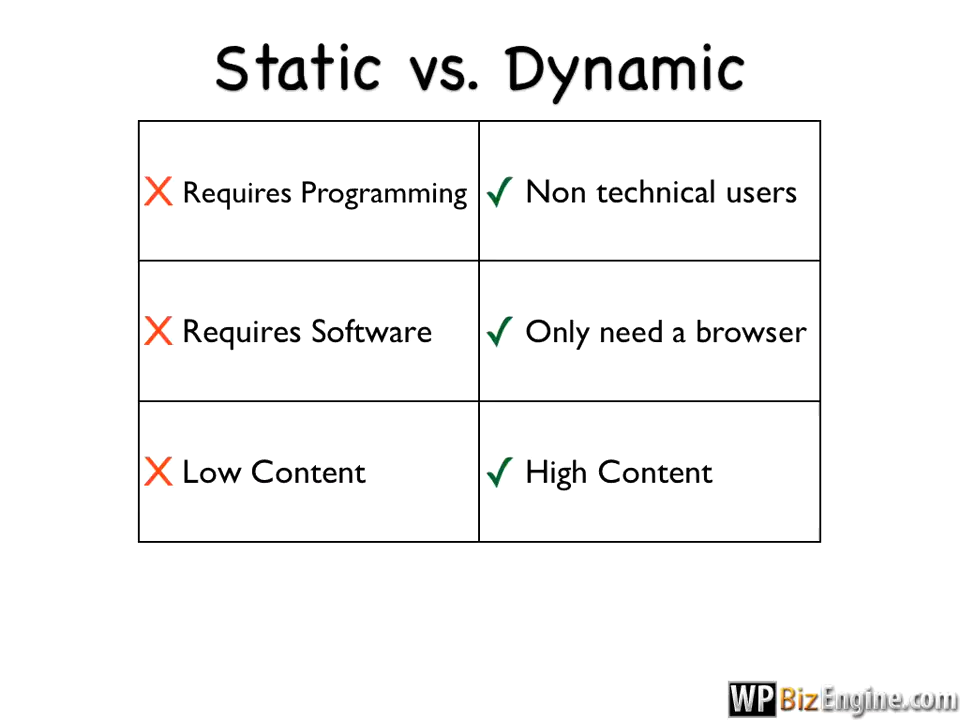 Static vs. Dynamic
X Requires Programming ✓ Non technical users
X Requires Software ✓ Only need a browser
X Low Content ✓ High Content
WPBizEngine.com